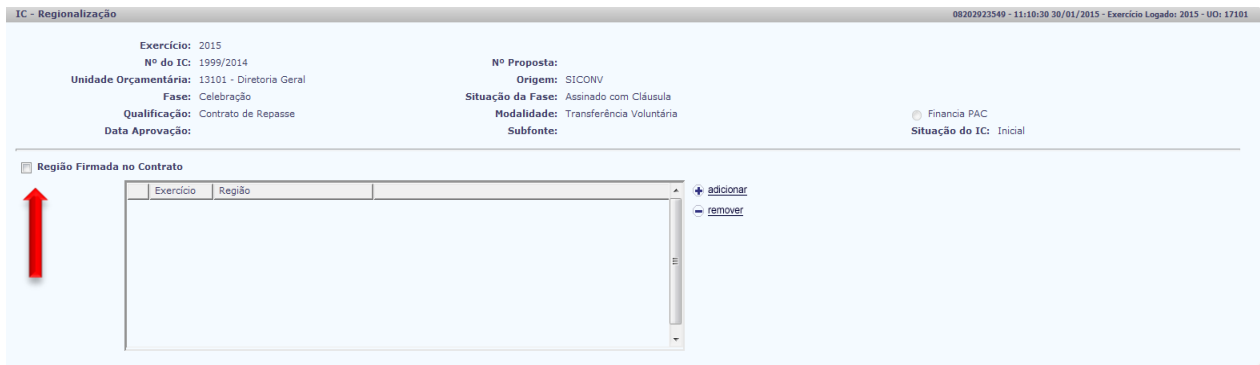 IC - Regionalização 08202923549 - 11:10:30 30/01/2015 - Exercício Logado: 2015 - UO: 17101
Exercício: 2015
Nº do IC: 1999/2014 Nº Proposta:
Unidade Orçamentária: 13101 - Diretoria Geral Origem: SICONV
Fase: Celebração Situação da Fase: Assinado com Cláusula
Qualificação: Contrato de Repasse Modalidade: Transferência Voluntária Financia PAC
Data Aprovação: Subfonte: Situação do IC: Inicial
Região Firmada no Contrato
Exercício Região adicionar
remover